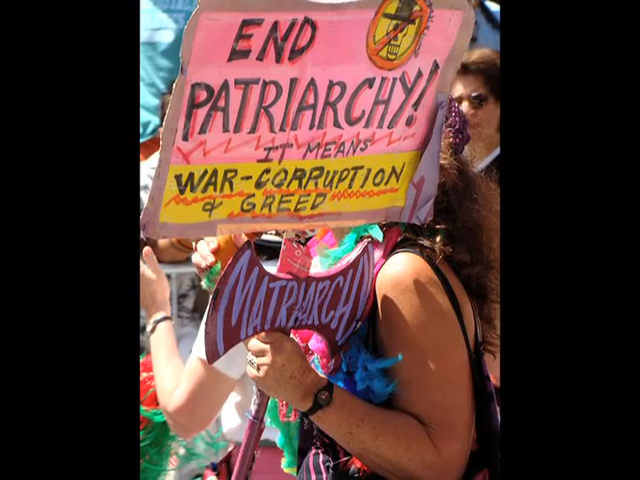 END
PATRIARCHY!
IT MEANS
WAR-CORRUPTION
& GREED
MATRIARCHY